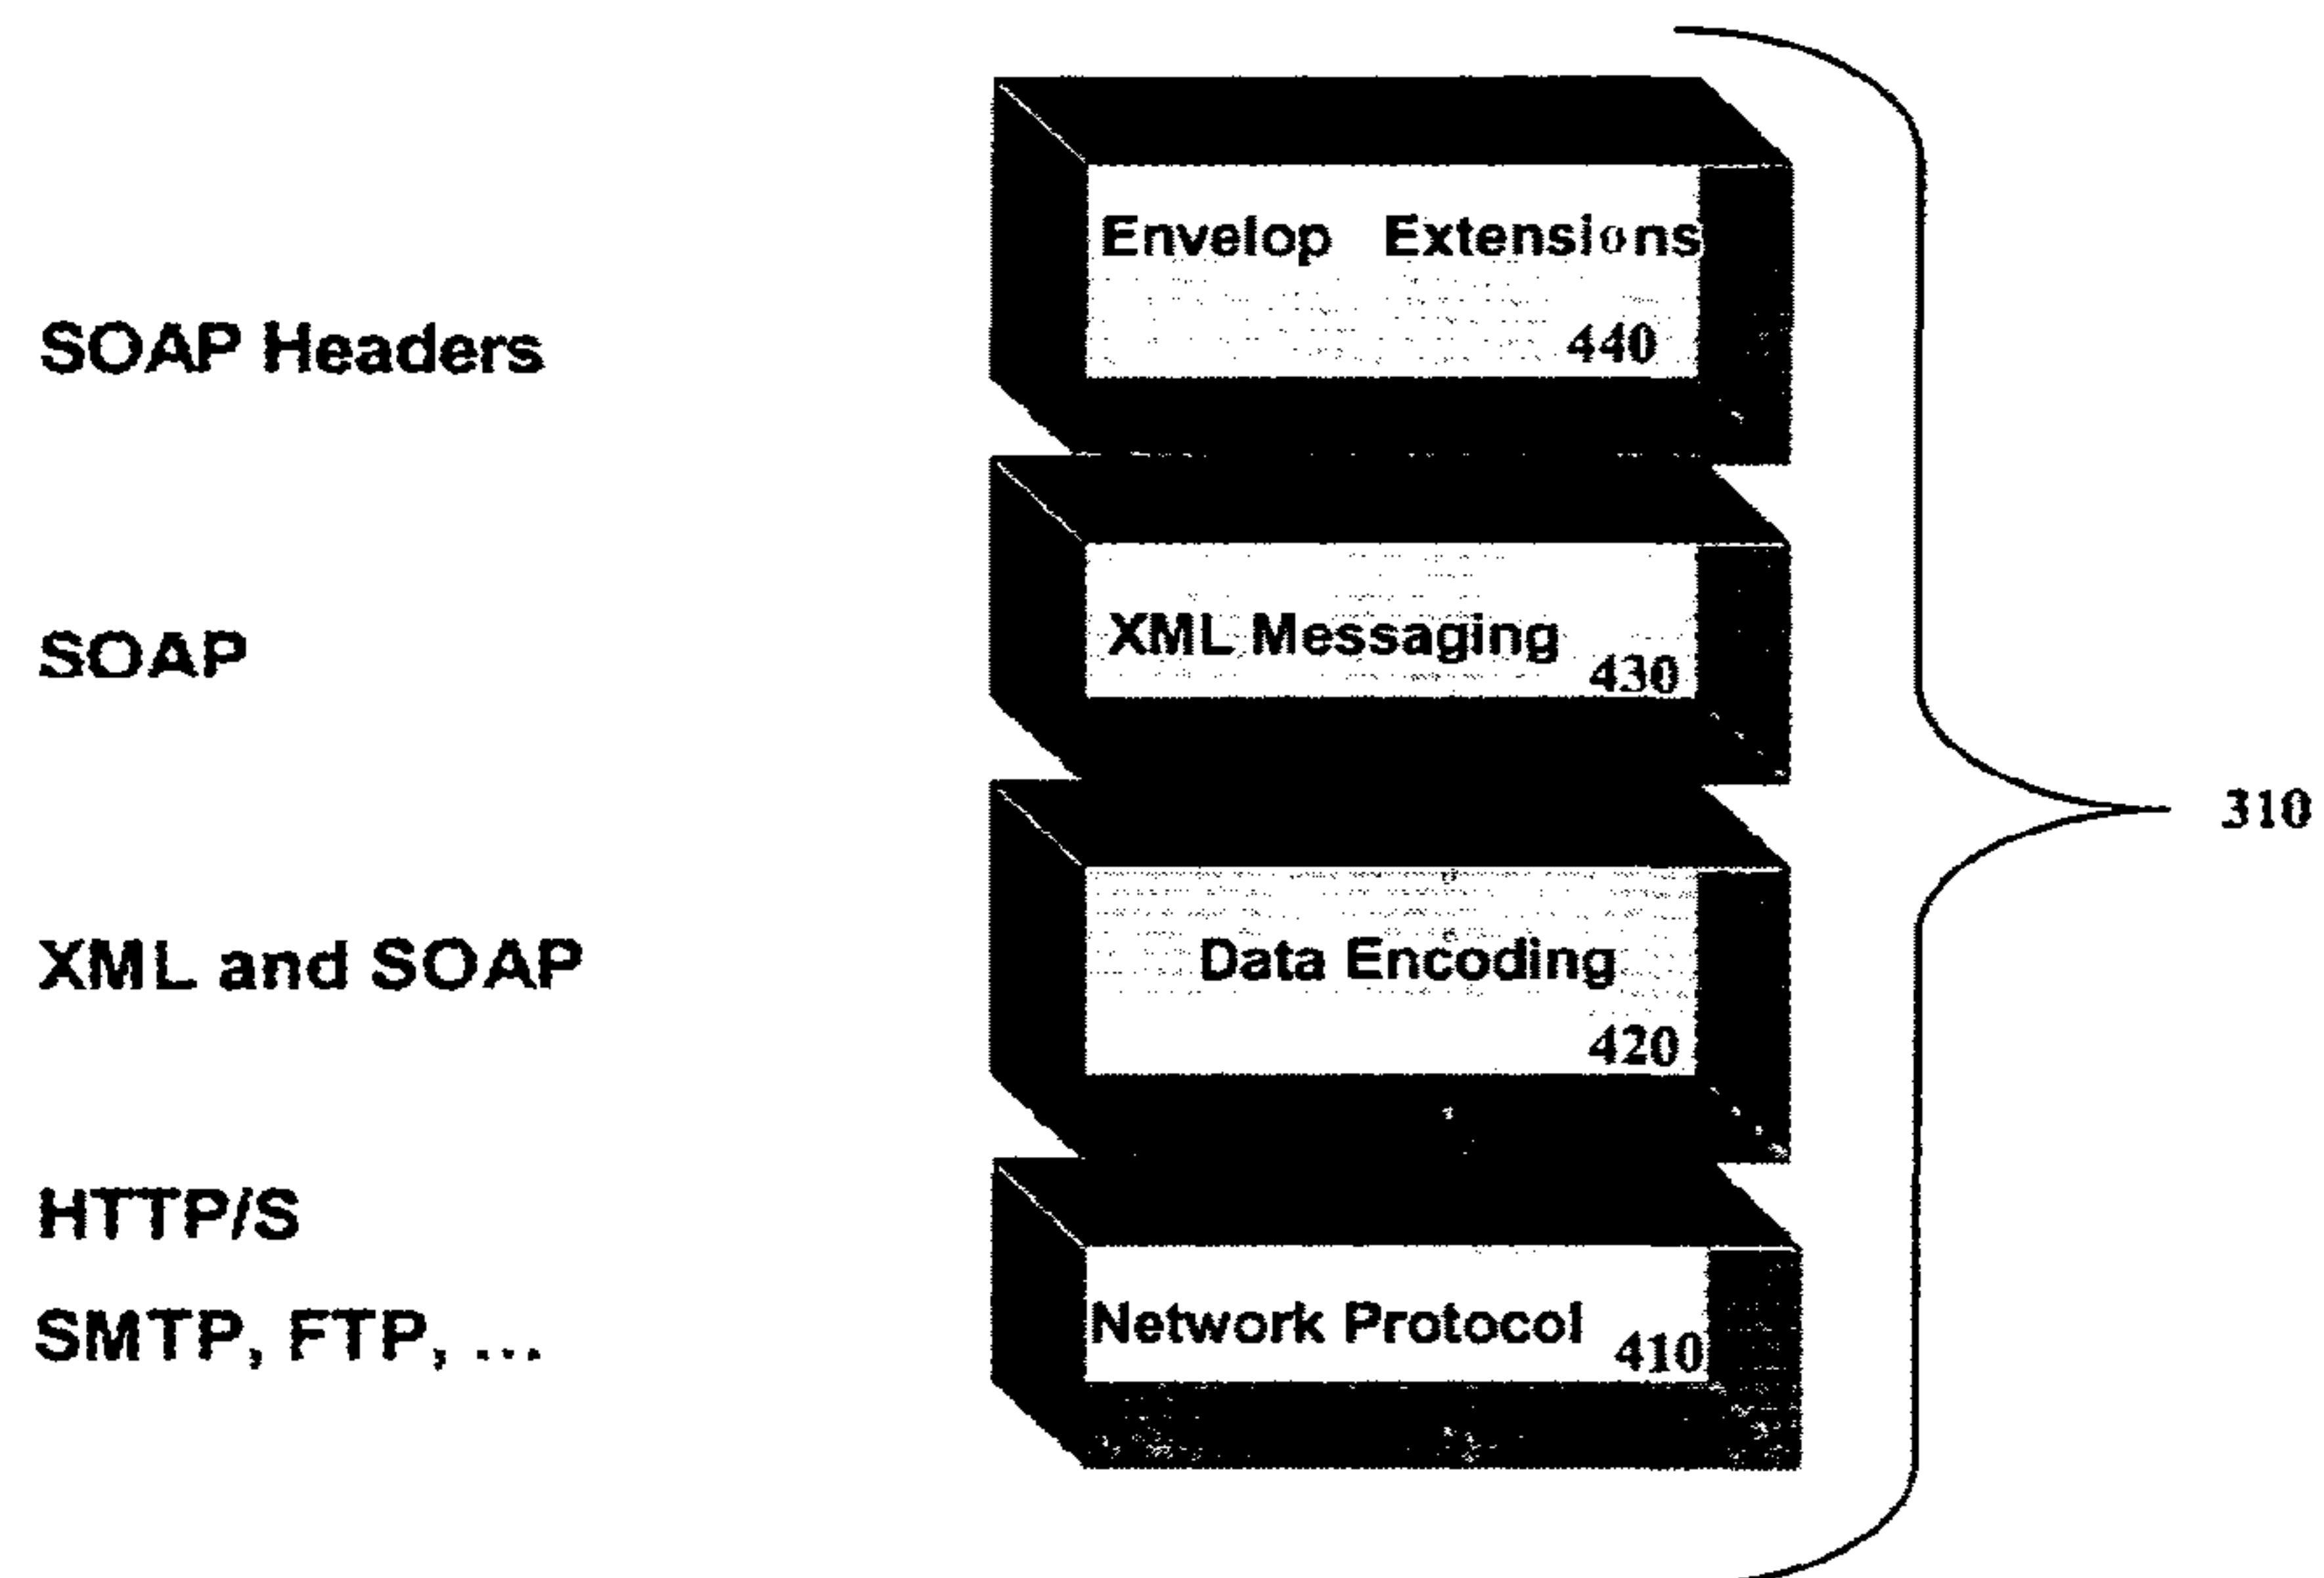 Envelop Extensions
SOAP Headers
440
SOAP
XML Messaging
430
310
XML and SOAP
Data Encoding
420
HTTP/S
Network Protocol
SMTP, FTP, ...
410